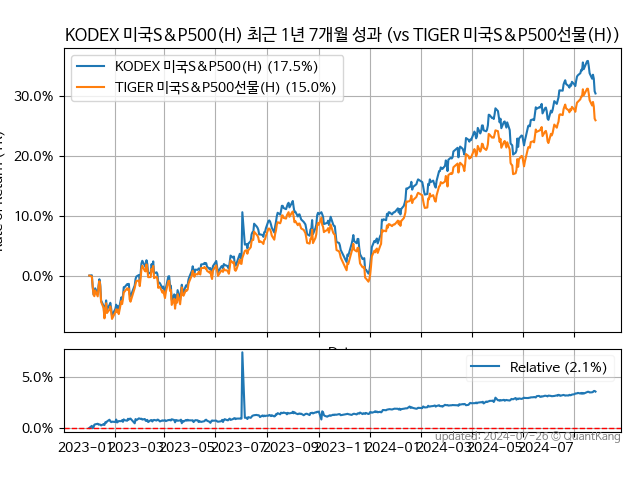 KODEX 미국S&P500(H) 최근 1년 7개월 성과 (vs TIGER 미국S&P500선물(H))
KODEX 미국S&P500(H) (17.5%)
TIGER 미국S&P500선물(H) (15.0%)
30.0%
20.0%
10.0%
0.0%
Relative (2.1%)
5.0%
0.0%
updated: 2024-07-26 © QuantKang
2023-01 2023-03 2023-05 2023-07 2023-09 2023-11 2024-01 2024-03 2024-05 2024-07